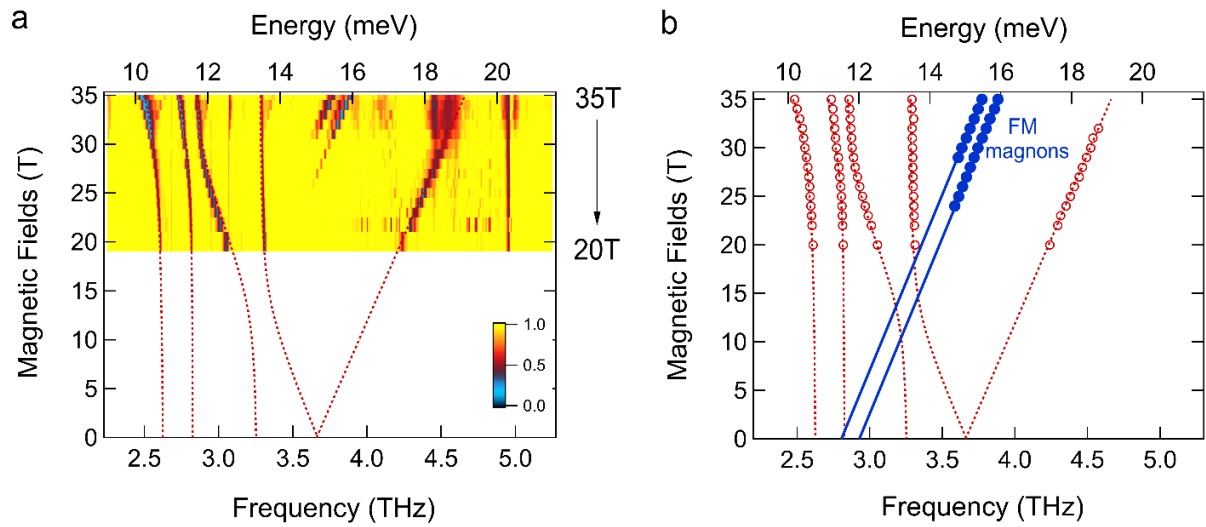 a
Energy (meV)
10 12 14 16 18 20
35
30
25
20
15
10
5
0
Magnetic Fields (T)
35T
20T
1.0
0.5
0.0
2.5 3.0 3.5 4.0 4.5 5.0
Frequency (THz)
b
Energy (meV)
10 12 14 16 18 20
35
30
25
20
15
10
5
0
Magnetic Fields (T)
FM
magnons
2.5 3.0 3.5 4.0 4.5 5.0
Frequency (THz)